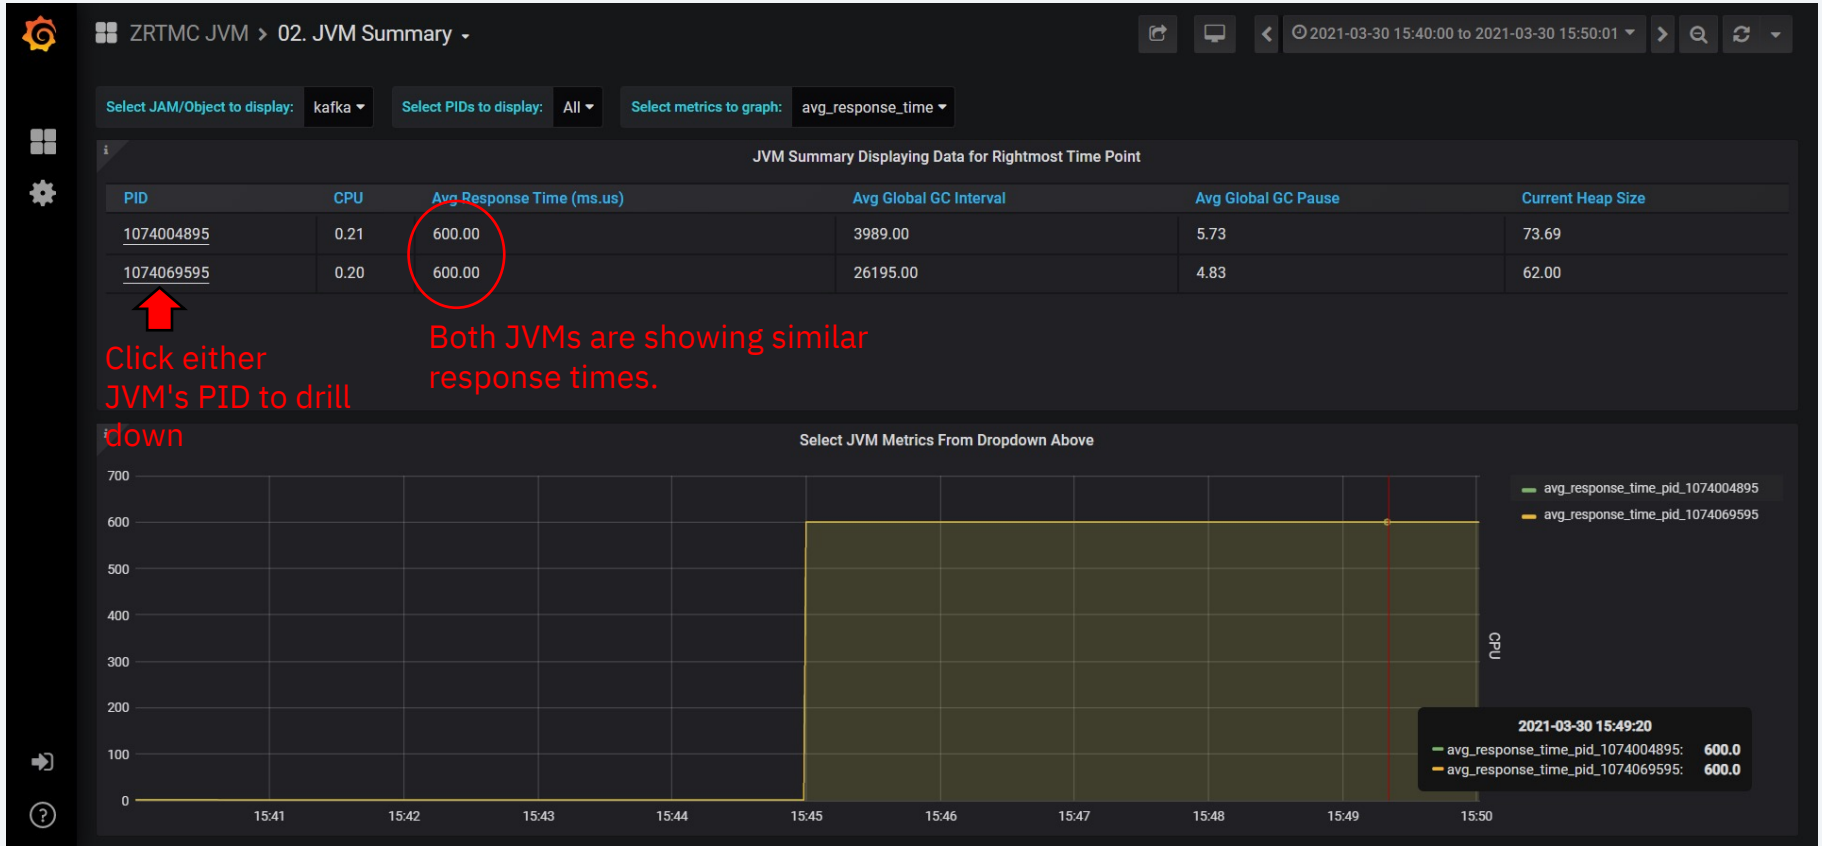 ZRTMC JVM > 02. JVM Summary
2021-03-30 15:40:00 to 2021-03-30 15:50:01
Select JAM/Object to display: kafka
Select PIDs to display: All
Select metrics to graph: avg_response_time
i
JVM Summary Displaying Data for Rightmost Time Point
PID CPU Avg Response Time (ms.us) Avg Global GC Interval Avg Global GC Pause Current Heap Size
1074004895 0.21 600.00 3989.00 5.73 73.69
1074069595 0.20 600.00 26195.00 4.83 62.00
Click either
JVM's PID to drill
down
Both JVMs are showing similar
response times.
i
Select JVM Metrics From Dropdown Above
700
600
500
400
300
200
100
0
15:41 15:42 15:43 15:44 15:45 15:46 15:47 15:48 15:49 15:50
CPU
avg_response_time_pid_1074004895
avg_response_time_pid_1074069595
2021-03-30 15:49:20
avg_response_time_pid_1074004895: 600.0
avg_response_time_pid_1074069595: 600.0
?